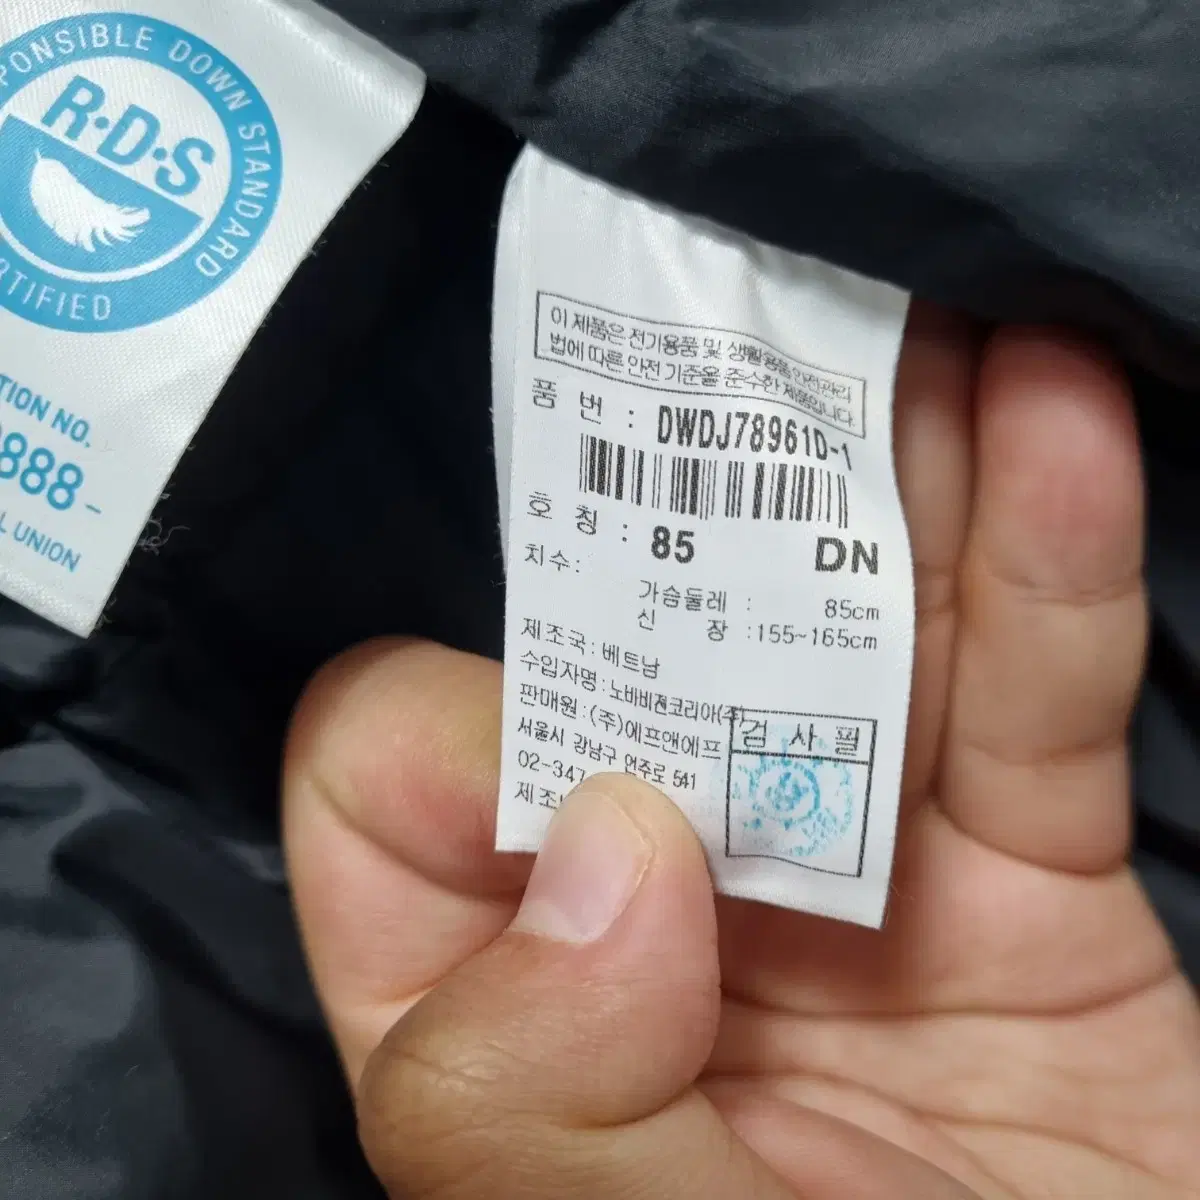 RESPONSIBLE DOWN STANDARD
R·D·S
CERTIFIED
TION NO.
888-
L UNION
이 제품은 전기용품 및 생활용품 안전관리
법에 따른 안전 기준을 준수한 제품입니다.
품 번 : DWDJ78961D-1
호 칭 : 85 DN
치수:
가슴둘레 : 85cm
신 장 :155~165cm
제조국:베트남
수입자명:노바비젼코리아(주)
판매원:(주)에프앤에프
서울시 강남구 언주로 541
02-347
제조
검 사 필